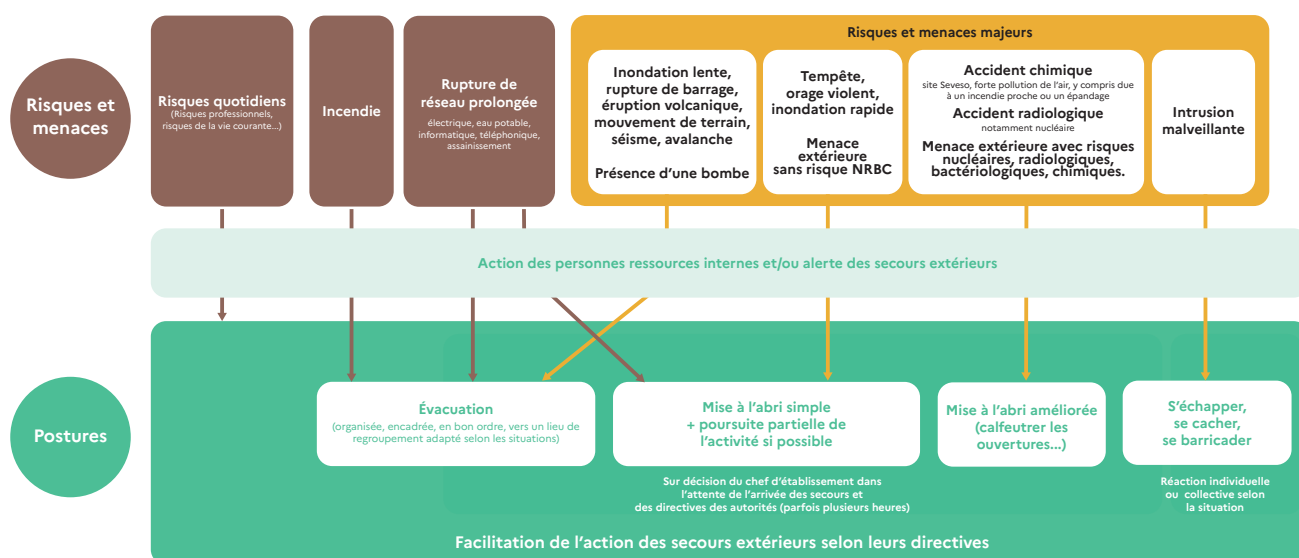 Risques et
menaces
Risques quotidiens
(Risques professionnels,
risques de la vie courante...)
Incendie
Rupture de
réseau prolongée
électrique, eau potable,
informatique, téléphonique,
assainissement
Risques et menaces majeurs
Inondation lente,
rupture de barrage,
éruption volcanique,
mouvement de terrain,
séisme, avalanche
Présence d'une bombe
Tempête,
orage violent,
inondation rapide
Menace
extérieure
sans risque NRBC
Accident chimique
site Seveso, forte pollution de l'air, y compris due
à un incendie proche ou un épandage
Accident radiologique
notamment nucléaire
Menace extérieure avec risques
nucléaires, radiologiques,
bactériologiques, chimiques.
Intrusion
malveillante
Action des personnes ressources internes et/ou alerte des secours extérieurs
Postures
Évacuation
(organisée, encadrée, en bon ordre, vers un lieu de
regroupement adapté selon les situations)
Mise à l'abri simple
+ poursuite partielle de
l'activité si possible
Sur décision du chef d'établissement dans
l'attente de l'arrivée des secours et
des directives des autorités (parfois plusieurs heures)
Mise à l'abri améliorée
(calfeutrer les
ouvertures...)
S'échapper,
se cacher,
se barricader
Réaction individuelle
ou collective selon
la situation
Facilitation de l'action des secours extérieurs selon leurs directives